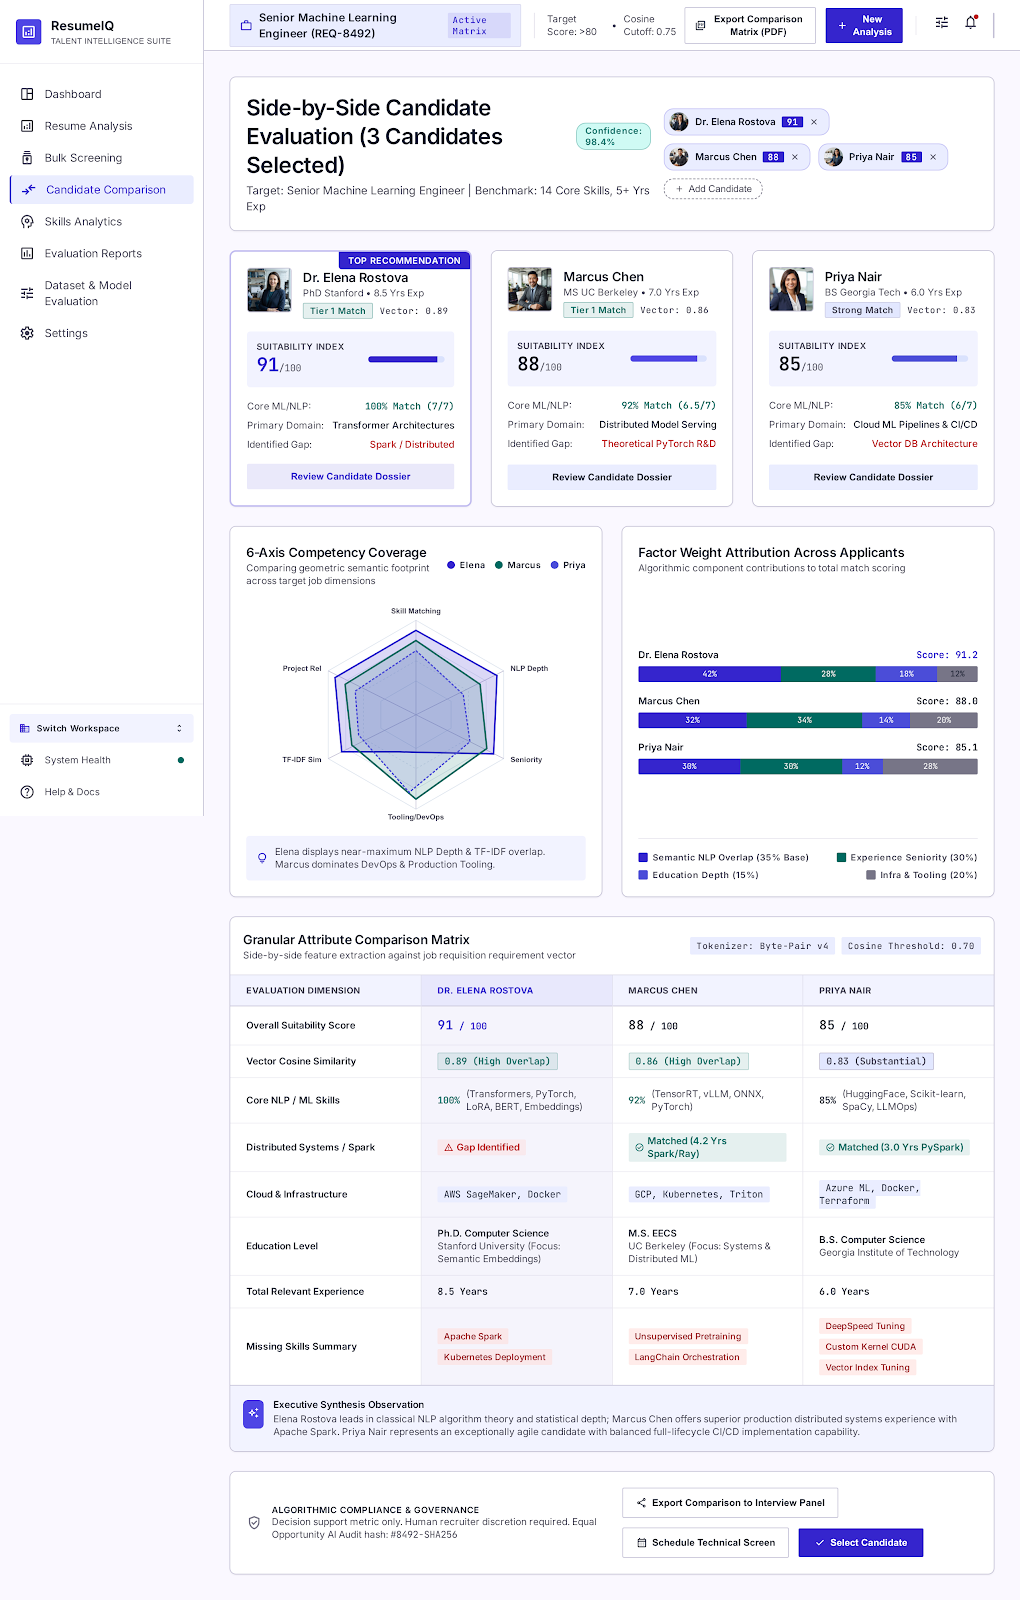 ResumeIQ
TALENT INTELLIGENCE SUITE
Dashboard
Resume Analysis
Bulk Screening
Candidate Comparison
Skills Analytics
Evaluation Reports
Dataset & Model
Evaluation
Settings
Switch Workspace
System Health
Help & Docs
Senior Machine Learning
Engineer (REQ-8492)
Active
Matrix
Target
Score: >80
•
Cosine
Cutoff: 0.75
Export Comparison
Matrix (PDF)
New
Analysis
Side-by-Side Candidate
Evaluation (3 Candidates
Selected)
Confidence:
98.4%
Target: Senior Machine Learning Engineer | Benchmark: 14 Core Skills, 5+ Yrs
Exp
Dr. Elena Rostova 91 ×
Marcus Chen 88 ×
Priya Nair 85 ×
+ Add Candidate
TOP RECOMMENDATION
Dr. Elena Rostova
PhD Stanford • 8.5 Yrs Exp
Tier 1 Match Vector: 0.89
SUITABILITY INDEX
91/100
Core ML/NLP: 100% Match (7/7)
Primary Domain: Transformer Architectures
Identified Gap: Spark / Distributed
Review Candidate Dossier
Marcus Chen
MS UC Berkeley • 7.0 Yrs Exp
Tier 1 Match Vector: 0.86
SUITABILITY INDEX
88/100
Core ML/NLP: 92% Match (6.5/7)
Primary Domain: Distributed Model Serving
Identified Gap: Theoretical PyTorch R&D
Review Candidate Dossier
Priya Nair
BS Georgia Tech • 6.0 Yrs Exp
Strong Match Vector: 0.83
SUITABILITY INDEX
85/100
Core ML/NLP: 85% Match (6/7)
Primary Domain: Cloud ML Pipelines & CI/CD
Identified Gap: Vector DB Architecture
Review Candidate Dossier
6-Axis Competency Coverage
Comparing geometric semantic footprint
across target job dimensions
Elena Marcus Priya
Skill Matching
Project Rel
NLP Depth
TF-IDF Sim
Seniority
Tooling/DevOps
Elena displays near-maximum NLP Depth & TF-IDF overlap.
Marcus dominates DevOps & Production Tooling.
Factor Weight Attribution Across Applicants
Algorithmic component contributions to total match scoring
Dr. Elena Rostova Score: 91.2
42% 28% 18% 12%
Marcus Chen Score: 88.0
32% 34% 14% 20%
Priya Nair Score: 85.1
30% 30% 12% 28%
Semantic NLP Overlap (35% Base) Experience Seniority (30%)
Education Depth (15%) Infra & Tooling (20%)
Granular Attribute Comparison Matrix
Side-by-side feature extraction against job requisition requirement vector
Tokenizer: Byte-Pair v4 Cosine Threshold: 0.70
EVALUATION DIMENSION DR. ELENA ROSTOVA MARCUS CHEN PRIYA NAIR
Overall Suitability Score 91 / 100 88 / 100 85 / 100
Vector Cosine Similarity 0.89 (High Overlap) 0.86 (High Overlap) 0.83 (Substantial)
Core NLP / ML Skills
100% (Transformers, PyTorch,
LoRA, BERT, Embeddings)
92% (TensorRT, vLLM, ONNX,
PyTorch)
85% (HuggingFace, Scikit-learn,
SpaCy, LLMOps)
Distributed Systems / Spark
Gap Identified
Matched (4.2 Yrs
Spark/Ray)
Matched (3.0 Yrs PySpark)
Cloud & Infrastructure
AWS SageMaker, Docker
GCP, Kubernetes, Triton
Azure ML, Docker,
Terraform
Education Level
Ph.D. Computer Science
Stanford University (Focus:
Semantic Embeddings)
M.S. EECS
UC Berkeley (Focus: Systems &
Distributed ML)
B.S. Computer Science
Georgia Institute of Technology
Total Relevant Experience 8.5 Years 7.0 Years 6.0 Years
Missing Skills Summary
Apache Spark
Kubernetes Deployment
Unsupervised Pretraining
LangChain Orchestration
DeepSpeed Tuning
Custom Kernel CUDA
Vector Index Tuning
Executive Synthesis Observation
Elena Rostova leads in classical NLP algorithm theory and statistical depth; Marcus Chen offers superior production distributed systems experience with
Apache Spark. Priya Nair represents an exceptionally agile candidate with balanced full-lifecycle CI/CD implementation capability.
ALGORITHMIC COMPLIANCE & GOVERNANCE
Decision support metric only. Human recruiter discretion required. Equal
Opportunity AI Audit hash: #8492-SHA256
Export Comparison to Interview Panel
Schedule Technical Screen
Select Candidate